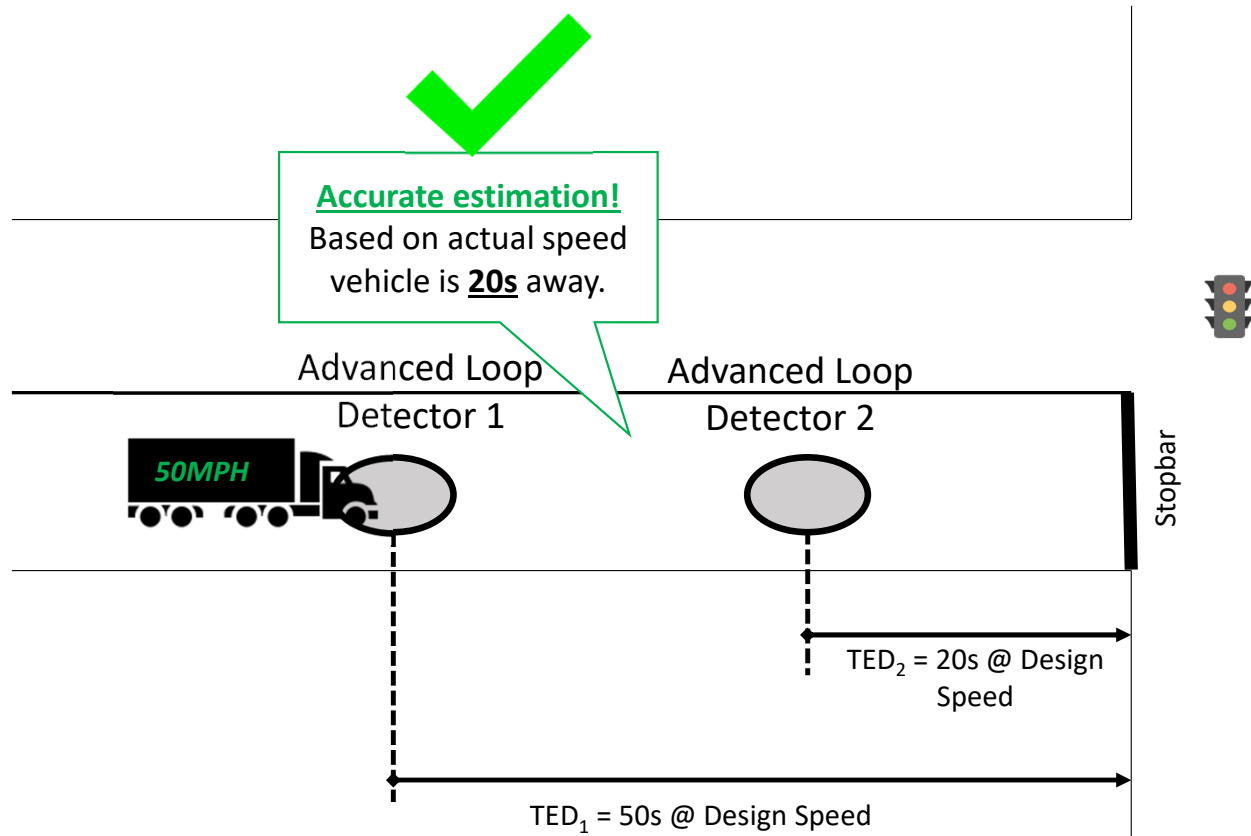 Accurate estimation!
Based on actual speed
vehicle is 20s away.
Advanced Loop
Detector 1
Advanced Loop
Detector 2
50MPH
Stopbar
TED₂ = 20s @ Design
Speed
TED₁ = 50s @ Design Speed